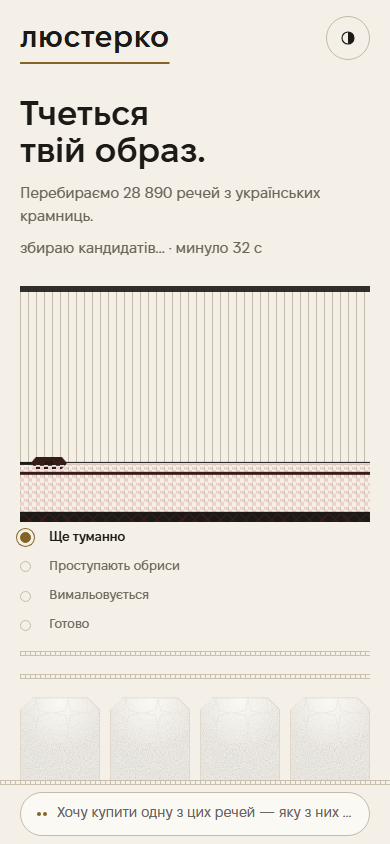 люстерко
Тчеться
твій образ.
Перебираємо 28 890 речей з українських
крамниць.
збираю кандидатів… · минуло 32 с
Ще туманно
Проступають обриси
Вимальовується
Готово
Хочу купити одну з цих речей — яку з них …